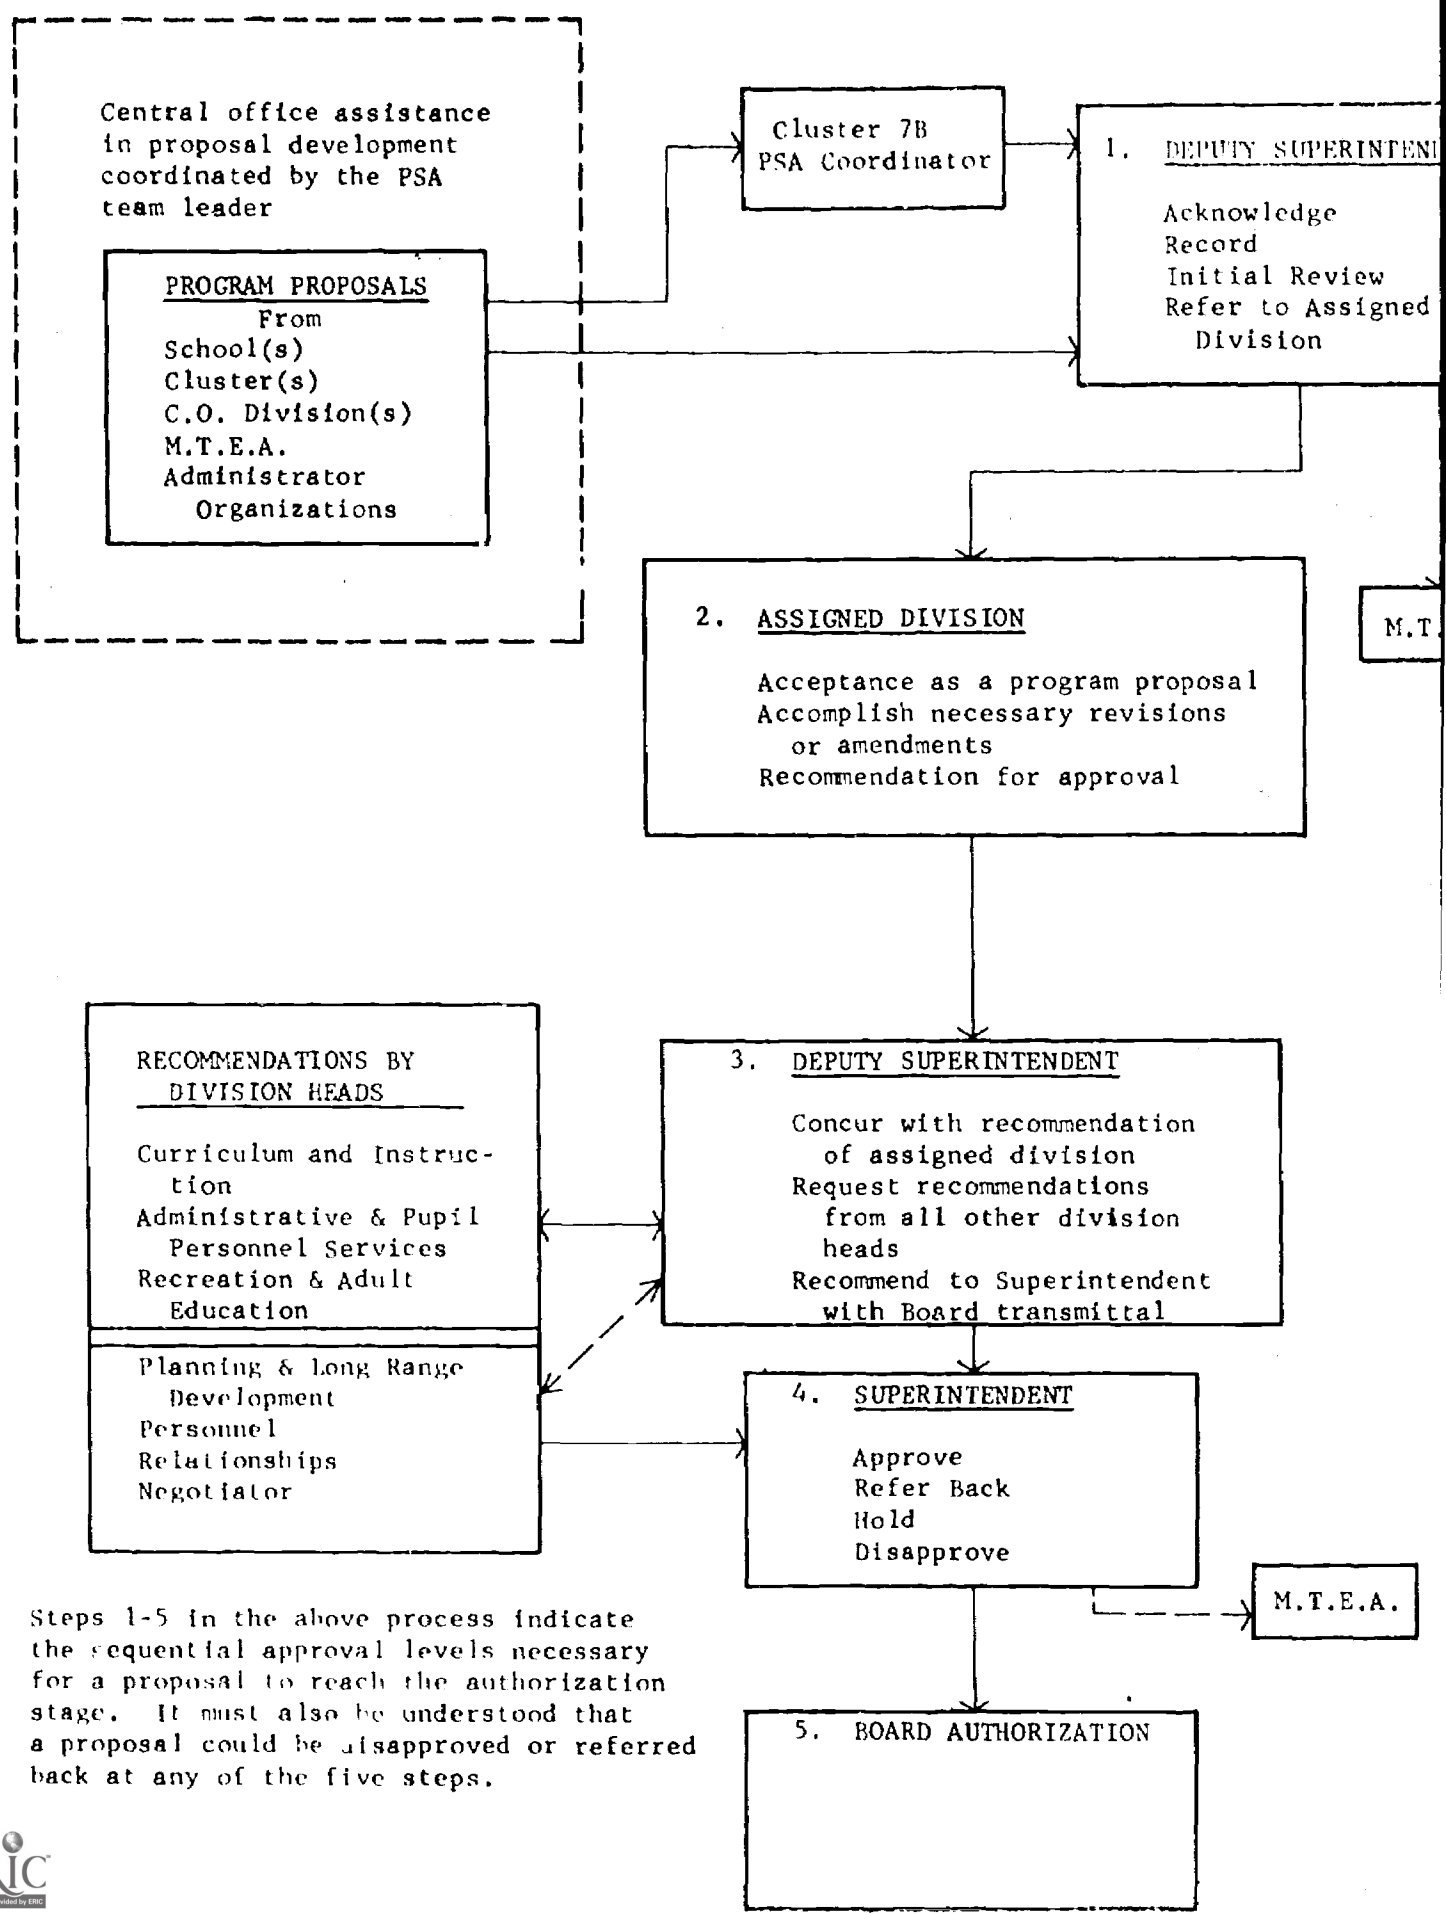 Central office assistance
in proposal development
coordinated by the PSA
team leader
PROGRAM PROPOSALS
From
School(s)
Cluster(s)
C.O. Division(s)
M.T.E.A.
Administrator
Organizations
Cluster 7B
PSA Coordinator
1. DEPUTY SUPERINTEN
Acknowledge
Record
Initial Review
Refer to Assigned
Division
2. ASSIGNED DIVISION
Acceptance as a program proposal
Accomplish necessary revisions
or amendments
Recommendation for approval
M.T.
RECOMMENDATIONS BY
DIVISION HEADS
Curriculum and Instruc-
tion
Administrative & Pupil
Personnel Services
Recreation & Adult
Education
Planning & Long Range
Development
Personnel
Relationships
Negotiator
3. DEPUTY SUPERINTENDENT
Concur with recommendation
of assigned division
Request recommendations
from all other division
heads
Recommend to Superintendent
with Board transmittal
4. SUPERINTENDENT
Approve
Refer Back
Hold
Disapprove
M.T.E.A.
5. BOARD AUTHORIZATION
Steps 1-5 in the above process indicate
the sequential approval levels necessary
for a proposal to reach the authorization
stage. It must also be understood that
a proposal could be disapproved or referred
back at any of the five steps.
RIC
vided by ERIC